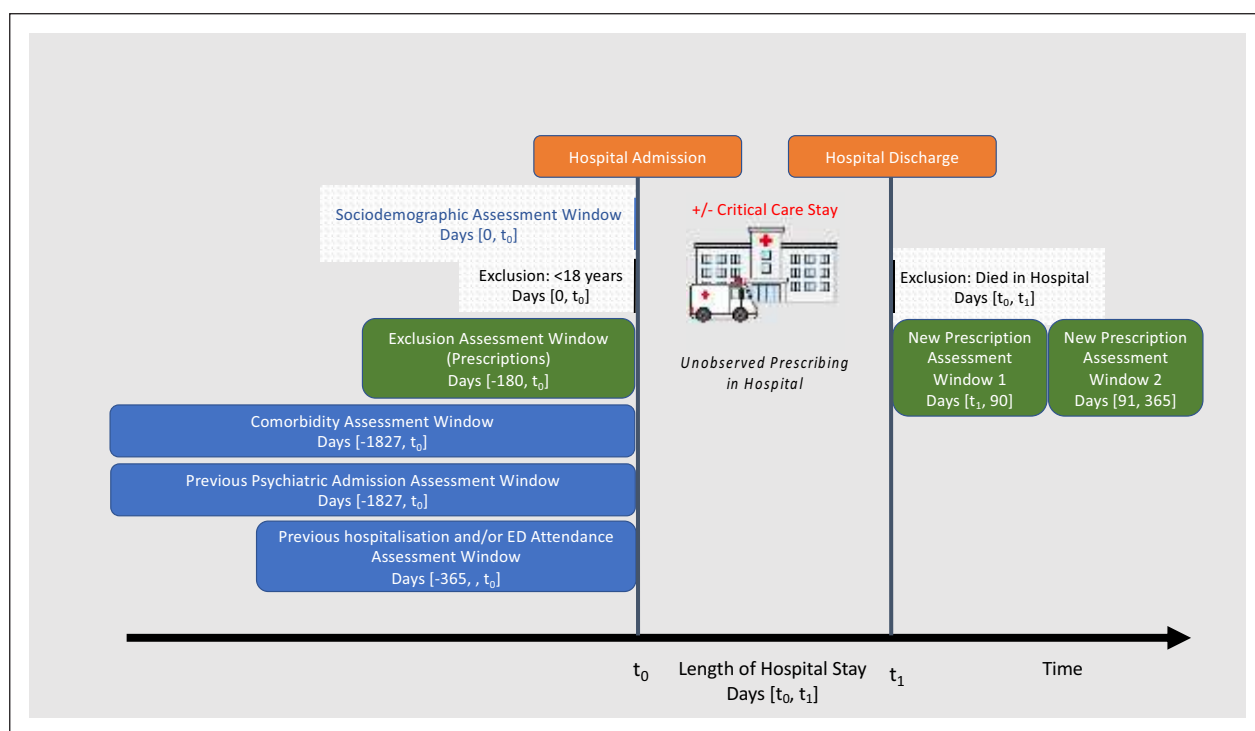 Hospital Admission
Hospital Discharge
Sociodemographic Assessment Window
Days [0, t₀]
+/- Critical Care Stay
Exclusion: <18 years
Days [0, t₀]
Exclusion: Died in Hospital
Days [t₀, t₁]
Exclusion Assessment Window
(Prescriptions)
Days [-180, t₀]
Unobserved Prescribing
in Hospital
New Prescription
Assessment
Window 1
Days [t₁, 90]
New Prescription
Assessment
Window 2
Days [91, 365]
Comorbidity Assessment Window
Days [-1827, t₀]
Previous Psychiatric Admission Assessment Window
Days [-1827, t₀]
Previous hospitalisation and/or ED Attendance
Assessment Window
Days [-365, , t₀]
t₀
Length of Hospital Stay
Days [t₀, t₁]
t₁
Time